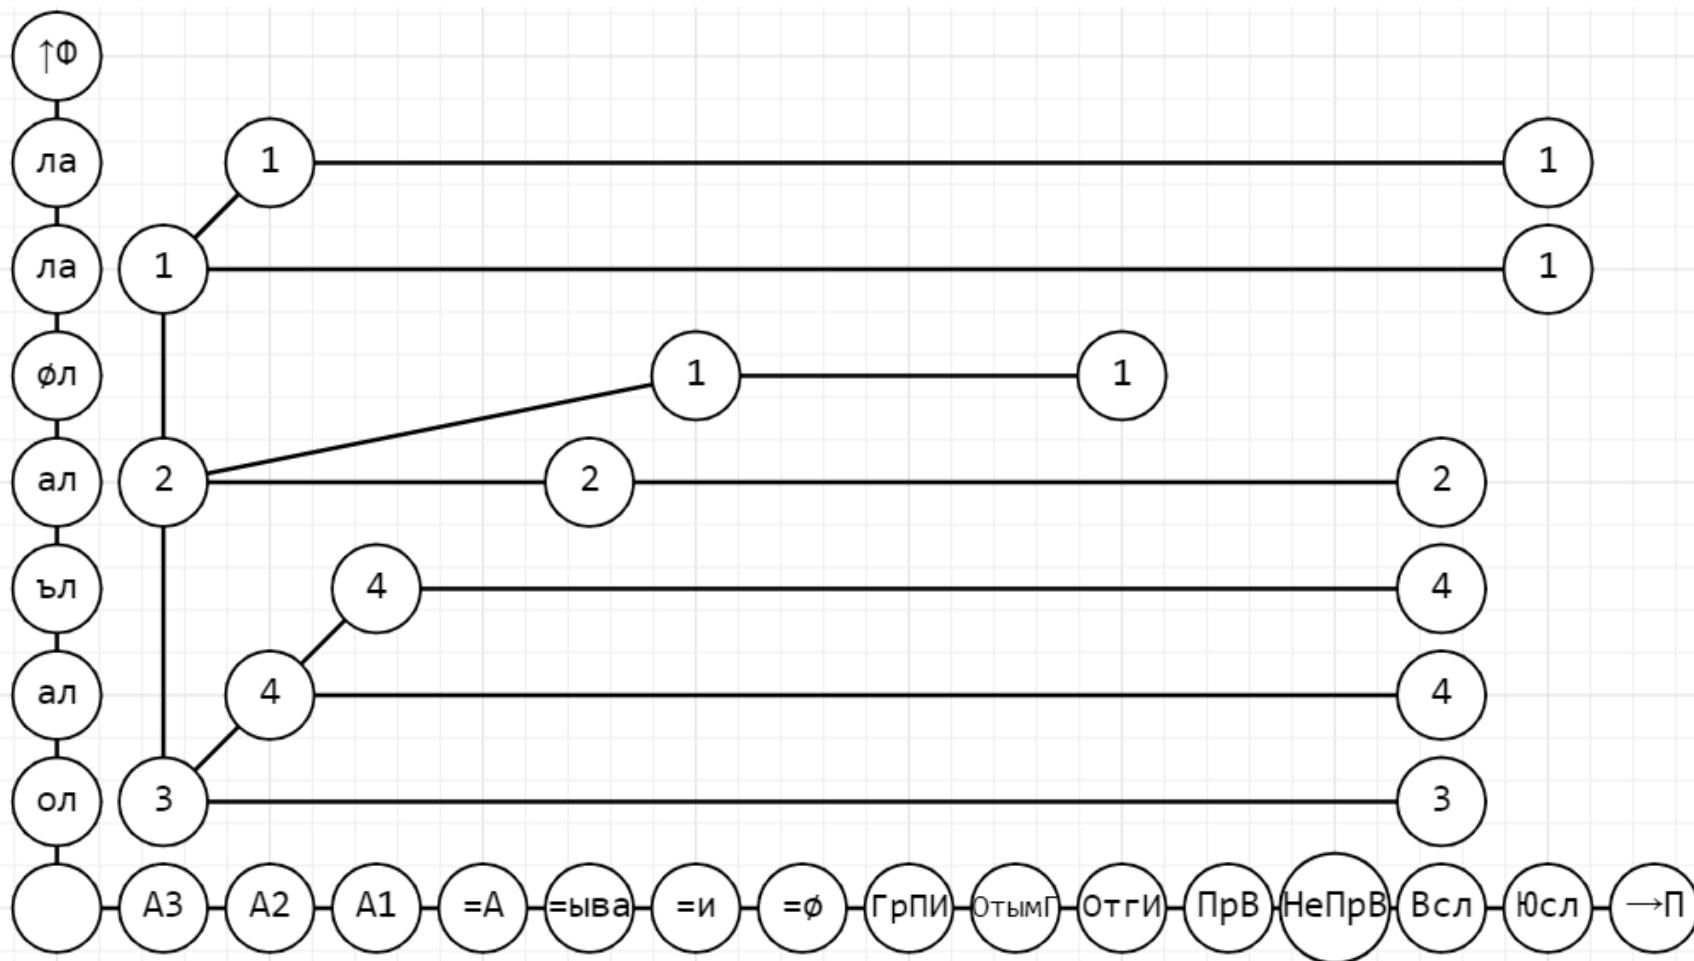 ↑Ф
ла 1 1
ла 1 1
øл 1 1
ал 2 2 2
ъл 4 4
ал 4 4
ол 3 3
А3 А2 А1 =А =ыва =и =ø ГрПИ ОтымГ ОтгИ ПрВ НеПрВ Всл Юсл →П